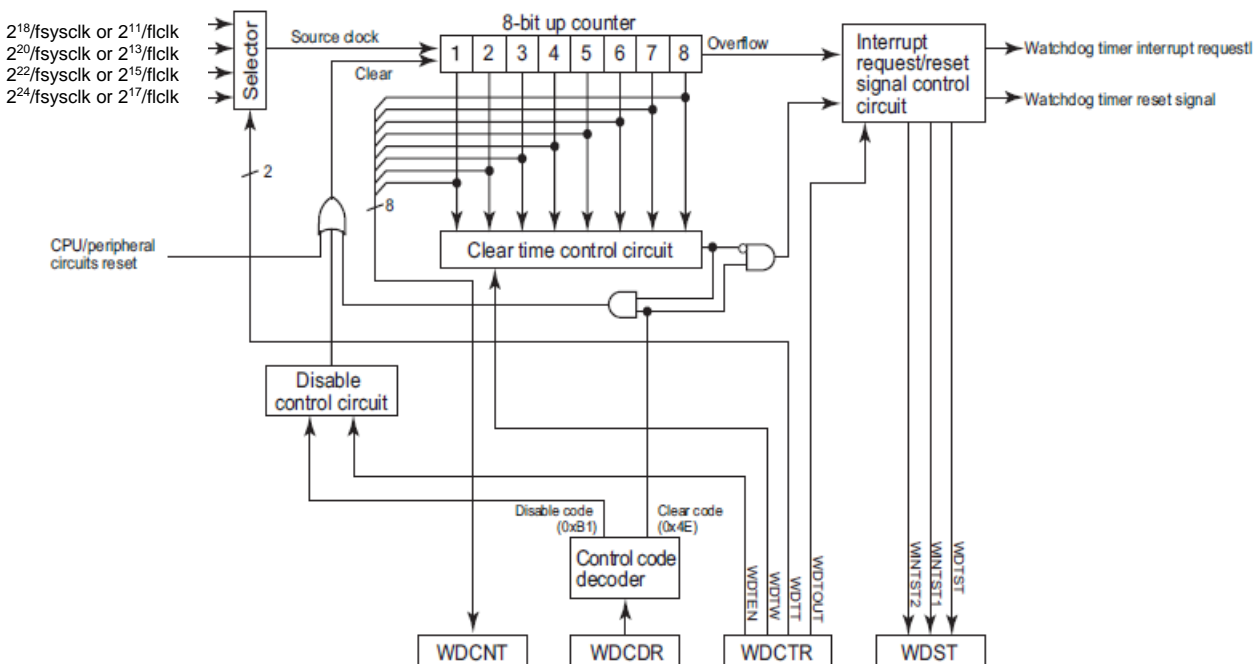 2¹⁸/fsysclk or 2¹¹/flclk
2²⁰/fsysclk or 2¹³/flclk
2²²/fsysclk or 2¹⁵/flclk
2²⁴/fsysclk or 2¹⁷/flclk
Selector
Source clock
Clear
8-bit up counter
1 2 3 4 5 6 7 8
Overflow
Interrupt
request/reset
signal control
circuit
Watchdog timer interrupt requestl
Watchdog timer reset signal
2
8
CPU/peripheral
circuits reset
Clear time control circuit
Disable
control circuit
Disable code
(0xB1)
Clear code
(0x4E)
Control code
decoder
WDTEN
WDTW
WDTT
WDTOUT
WINTST2
WINTST1
WDTST
WDCNT
WDCDR
WDCTR
WDST